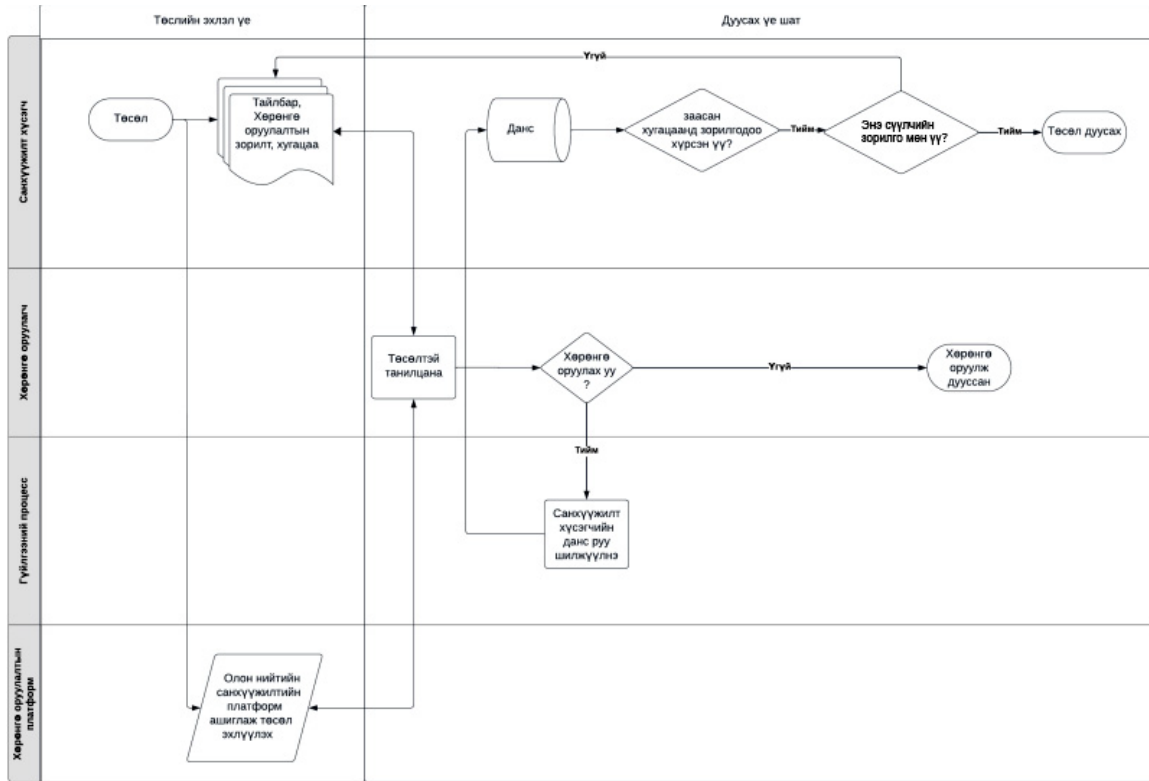 Төслийн эхлэл үе
Дуусах үе шат
Санхүүжилт хүсэгч
Төсөл
Тайлбар,
Хөрөнгө
оруулалтын
зорилт, хугацаа
Үгүй
Данс
заасан
хугацаанд зорилгодоо
хүрсэн үү?
Тийм
Энэ сүүлчийн
зорилго мөн үү?
Тийм
Төсөл дуусах
Хөрөнгө оруулагч
Төсөлтэй
танилцана
Хөрөнгө
оруулах уу
?
Үгүй
Хөрөнгө
оруулж
дууссан
Тийм
Гүйлгээний процесс
Санхүүжилт
хүсэгчийн
данс руу
шилжүүлнэ
Хөрөнгө оруулалтын
платформ
Олон нийтийн
санхүүжилтийн
платформ
ашиглаж төсөл
эхлүүлэх